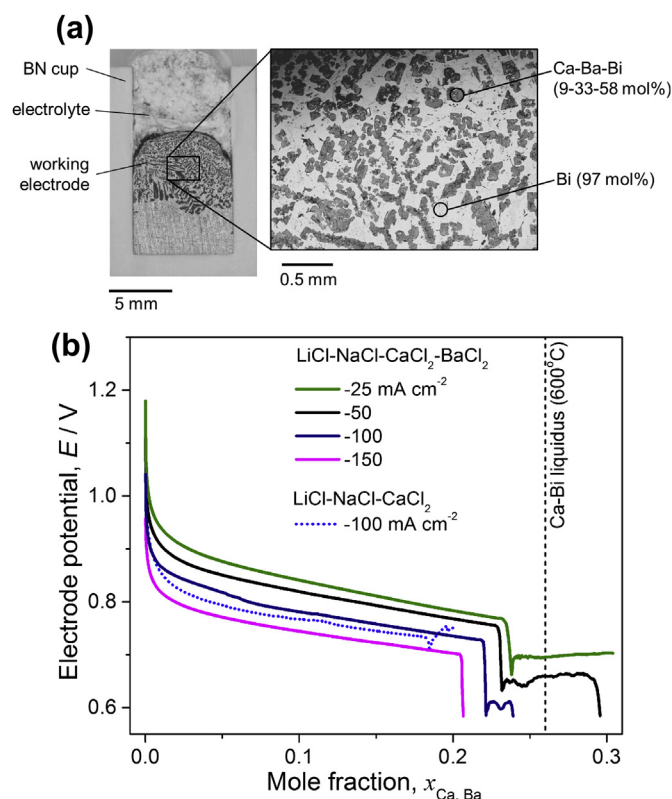 (a)
BN cup
electrolyte
working
electrode
5 mm
0.5 mm
Ca-Ba-Bi
(9-33-58 mol%)
Bi (97 mol%)
(b)
LiCl-NaCl-CaCl₂-BaCl₂
-25 mA cm⁻²
-50
-100
-150
LiCl-NaCl-CaCl₂
-100 mA cm⁻²
Ca-Bi liquidus (600°C)
Electrode potential, E / V
1.2
1.0
0.8
0.6
0.0
0.1
0.2
0.3
Mole fraction, x_Ca, Ba